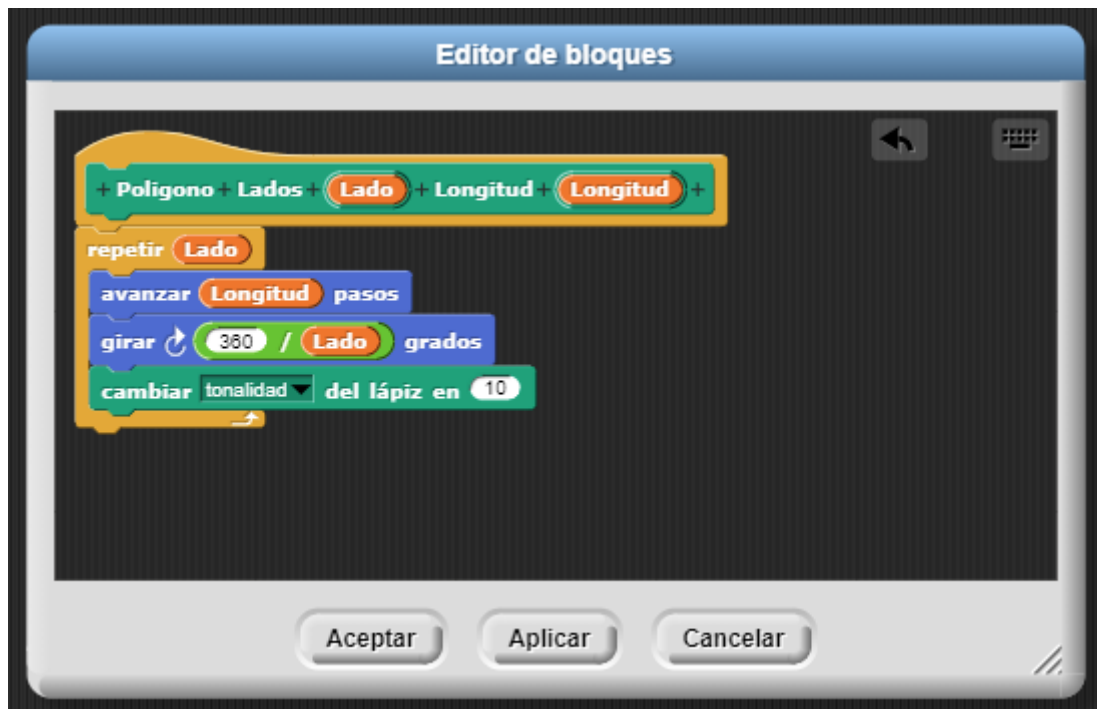 Editor de bloques
+ Poligono + Lados + Lado + Longitud + Longitud +
repetir Lado
avanzar Longitud pasos
girar 360 / Lado grados
cambiar tonalidad del lápiz en 10
Aceptar Aplicar Cancelar